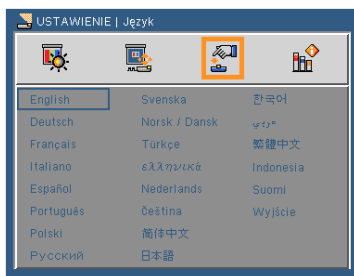 USTAWIENIE | Język
English Svenska 한국어
Deutsch Norsk / Dansk عربي
Français Türkçe 繁體中文
Italiano ελληνικά Indonesia
Español Nederlands Suomi
Português Čeština Wyjście
Polski 简体中文
Русский 日本語